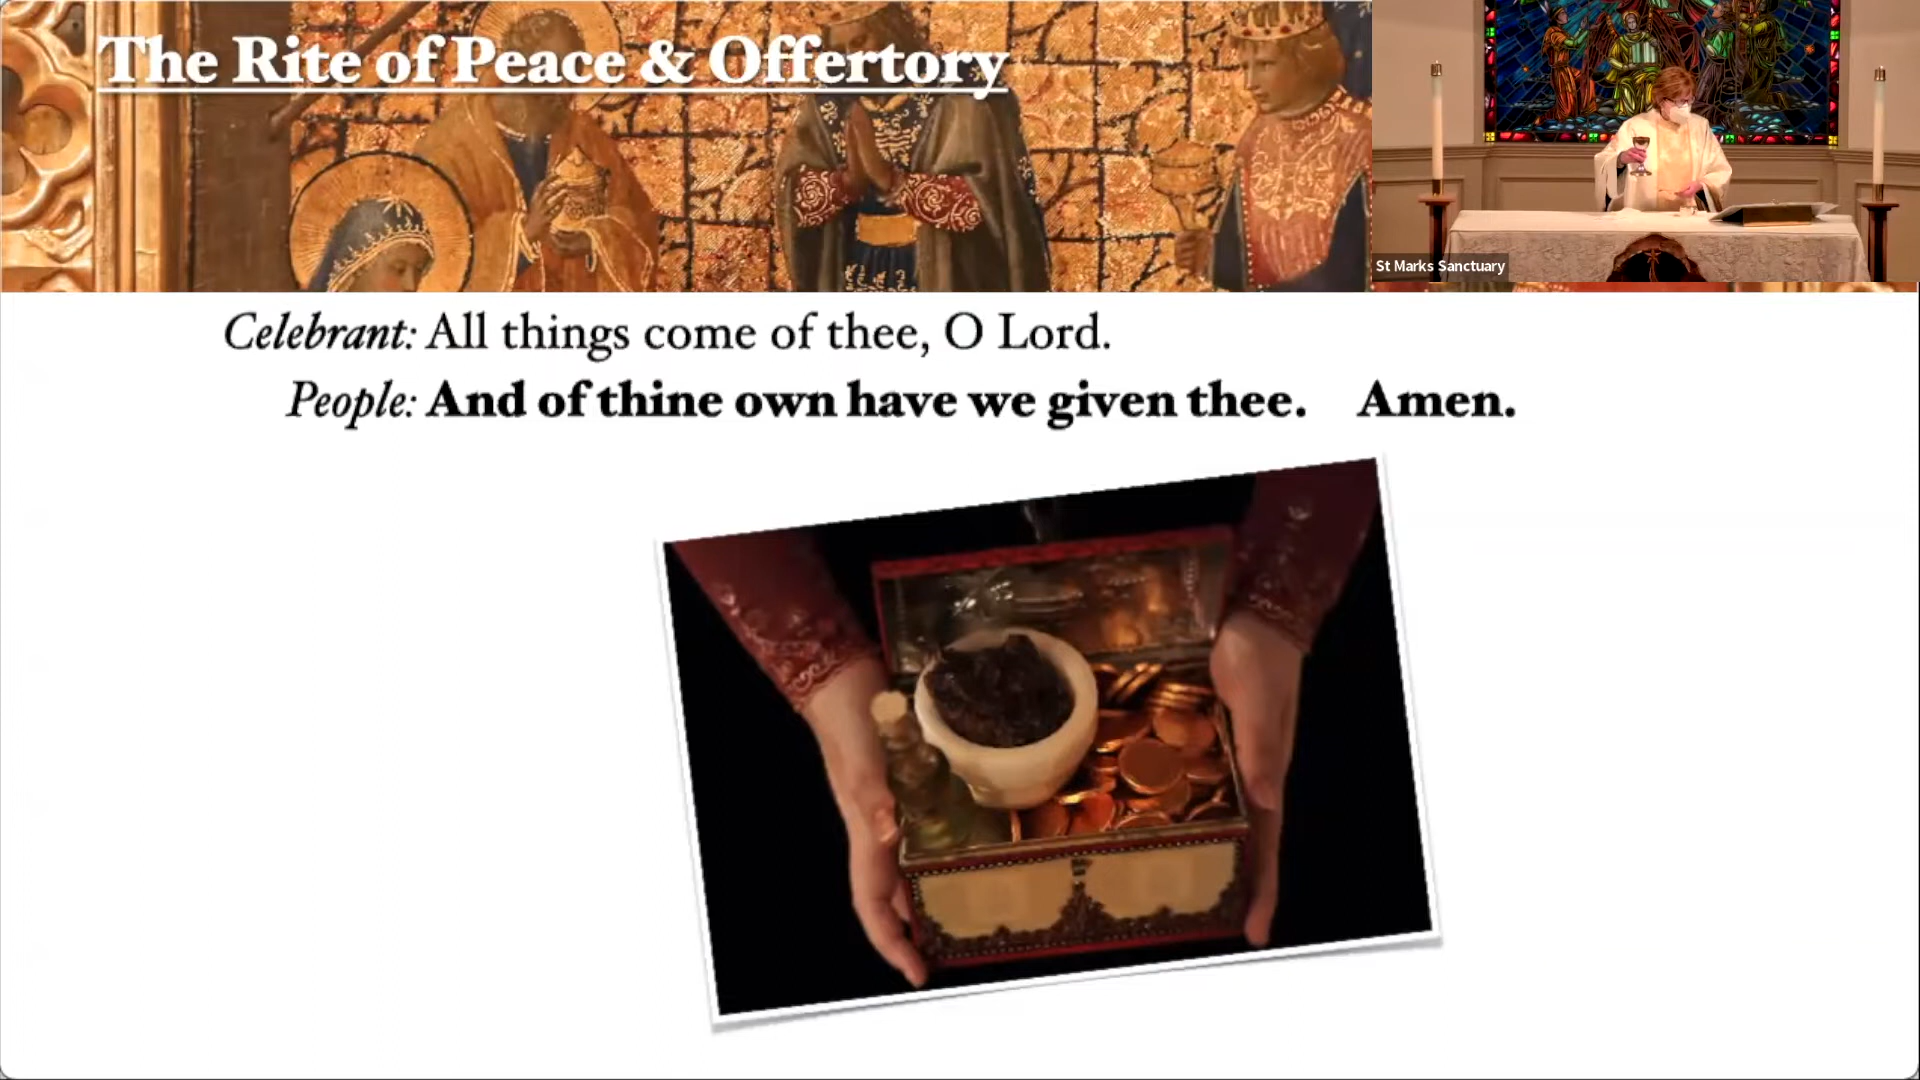 The Rite of Peace & Offertory
St Marks Sanctuary
Celebrant: All things come of thee, O Lord.
People: And of thine own have we given thee. Amen.